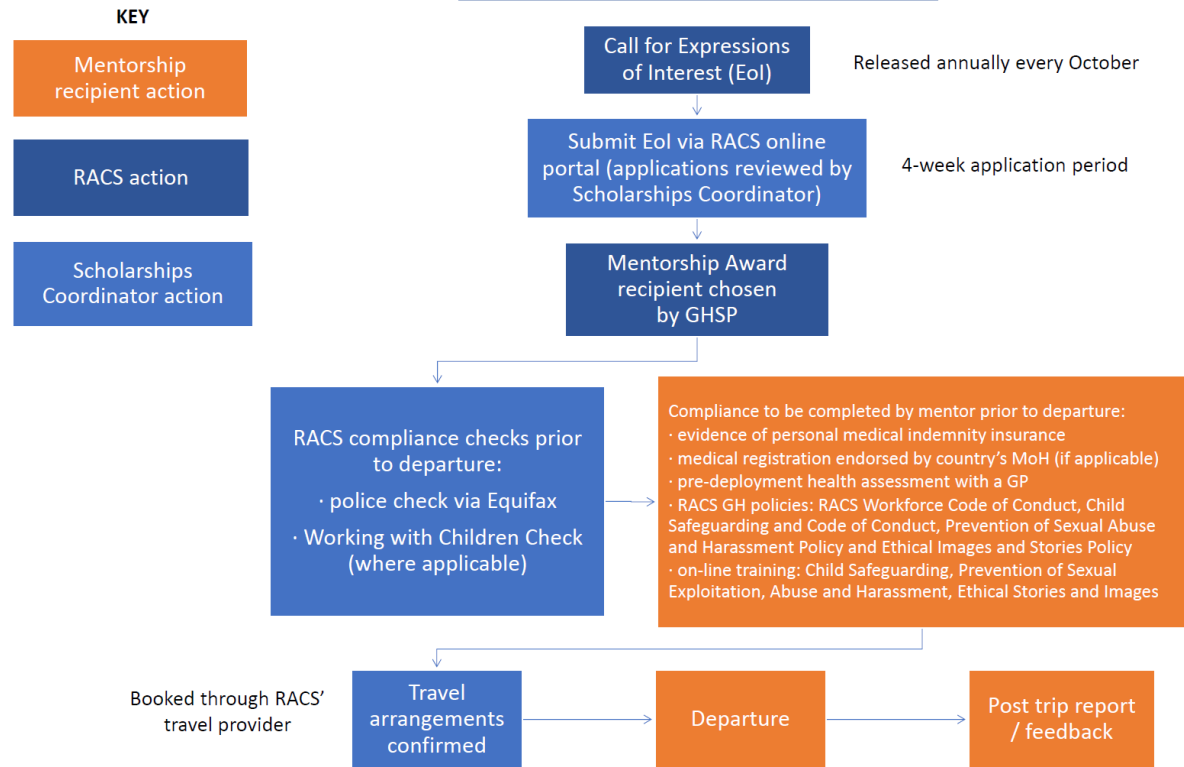 KEY
Mentorship
recipient action
RACS action
Scholarships
Coordinator action
Call for Expressions
of Interest (EoI)
Released annually every October
Submit EoI via RACS online
portal (applications reviewed by
Scholarships Coordinator)
4-week application period
Mentorship Award
recipient chosen
by GHSP
RACS compliance checks prior
to departure:
· police check via Equifax
· Working with Children Check
(where applicable)
Compliance to be completed by mentor prior to departure:
· evidence of personal medical indemnity insurance
· medical registration endorsed by country’s MoH (if applicable)
· pre-deployment health assessment with a GP
· RACS GH policies: RACS Workforce Code of Conduct, Child
Safeguarding and Code of Conduct, Prevention of Sexual Abuse
and Harassment Policy and Ethical Images and Stories Policy
· on-line training: Child Safeguarding, Prevention of Sexual
Exploitation, Abuse and Harassment, Ethical Stories and Images
Booked through RACS’
travel provider
Travel
arrangements
confirmed
Departure
Post trip report
/ feedback